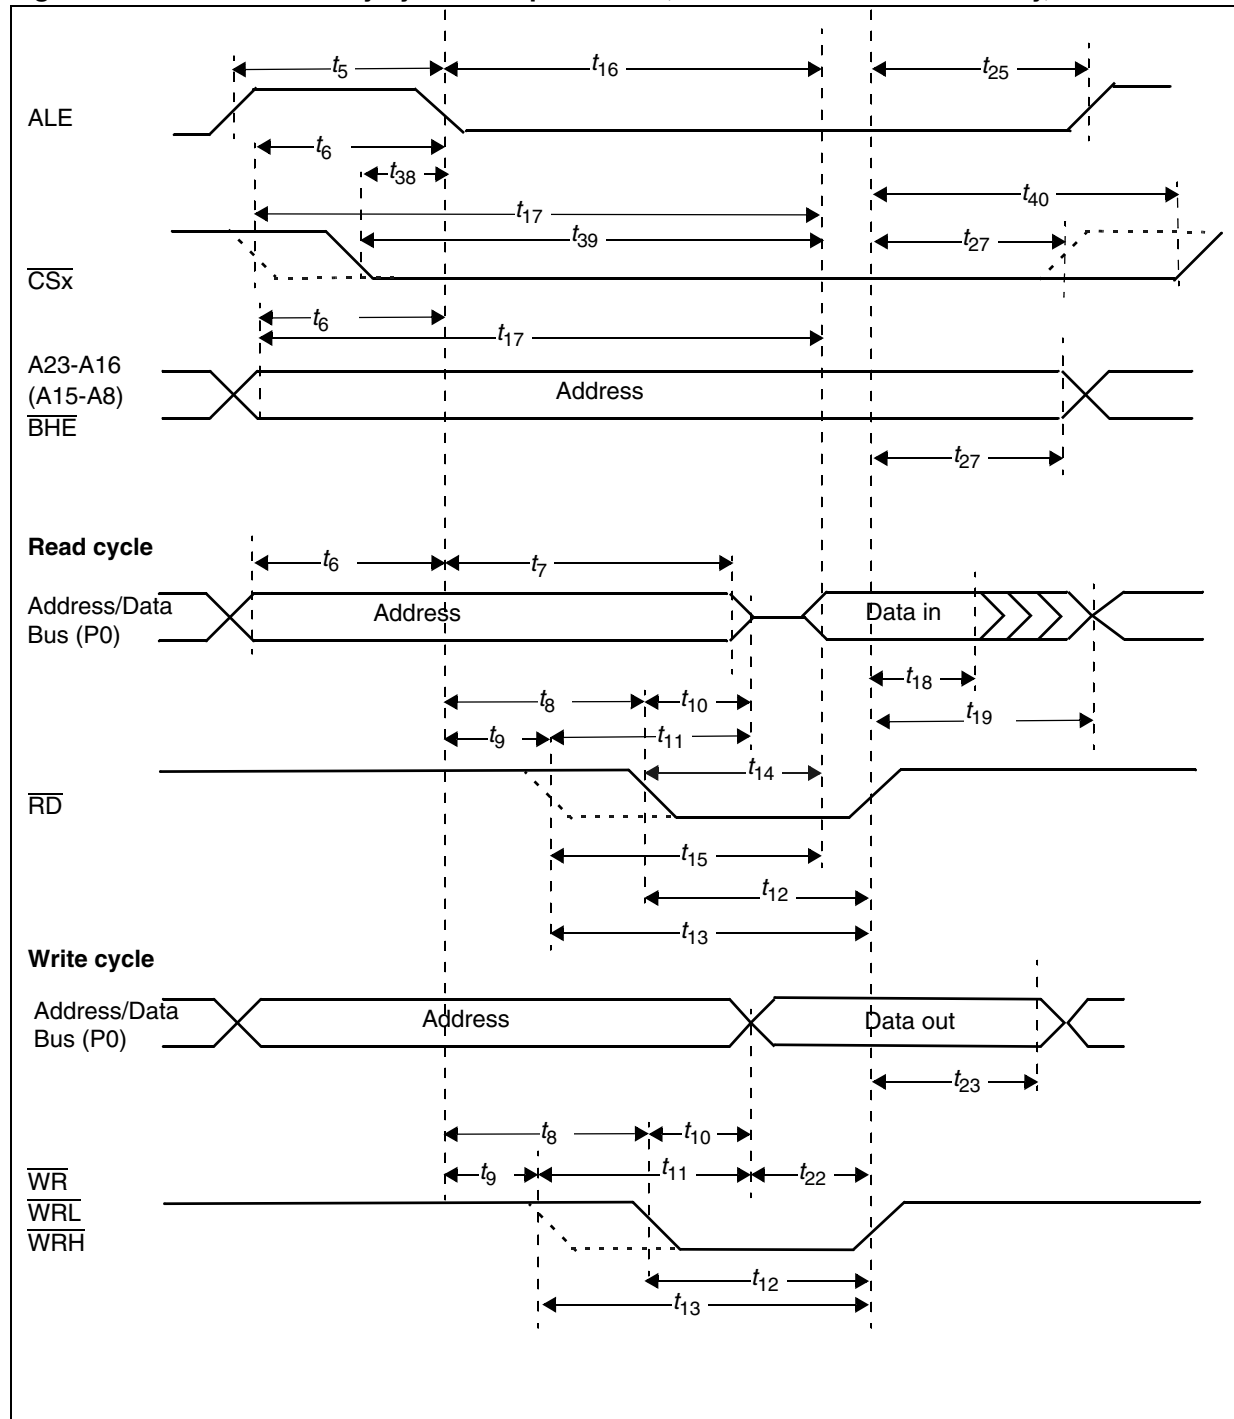 t5 t16 t25
ALE
t6
t38
t40
t17
t39 t27
CSx
t6
t17
A23-A16
(A15-A8) Address
BHE
t27
Read cycle
t6 t7
Address/Data Address Data in
Bus (P0)
t18
t8 t10 t19
t9 t11
t14
RD
t15
t12
t13
Write cycle
Address/Data Address Data out
Bus (P0)
t23
t8 t10
t9 t11 t22
WR
WRL
WRH
t12
t13